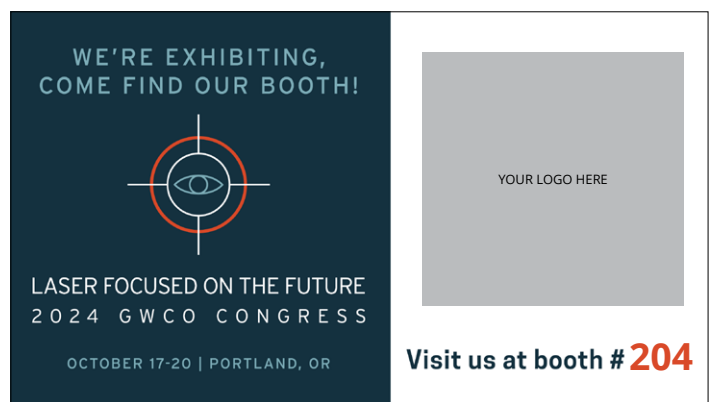 WE'RE EXHIBITING,
COME FIND OUR BOOTH!
LASER FOCUSED ON THE FUTURE
2024 GWCO CONGRESS
OCTOBER 17-20 | PORTLAND, OR
YOUR LOGO HERE
Visit us at booth # 204